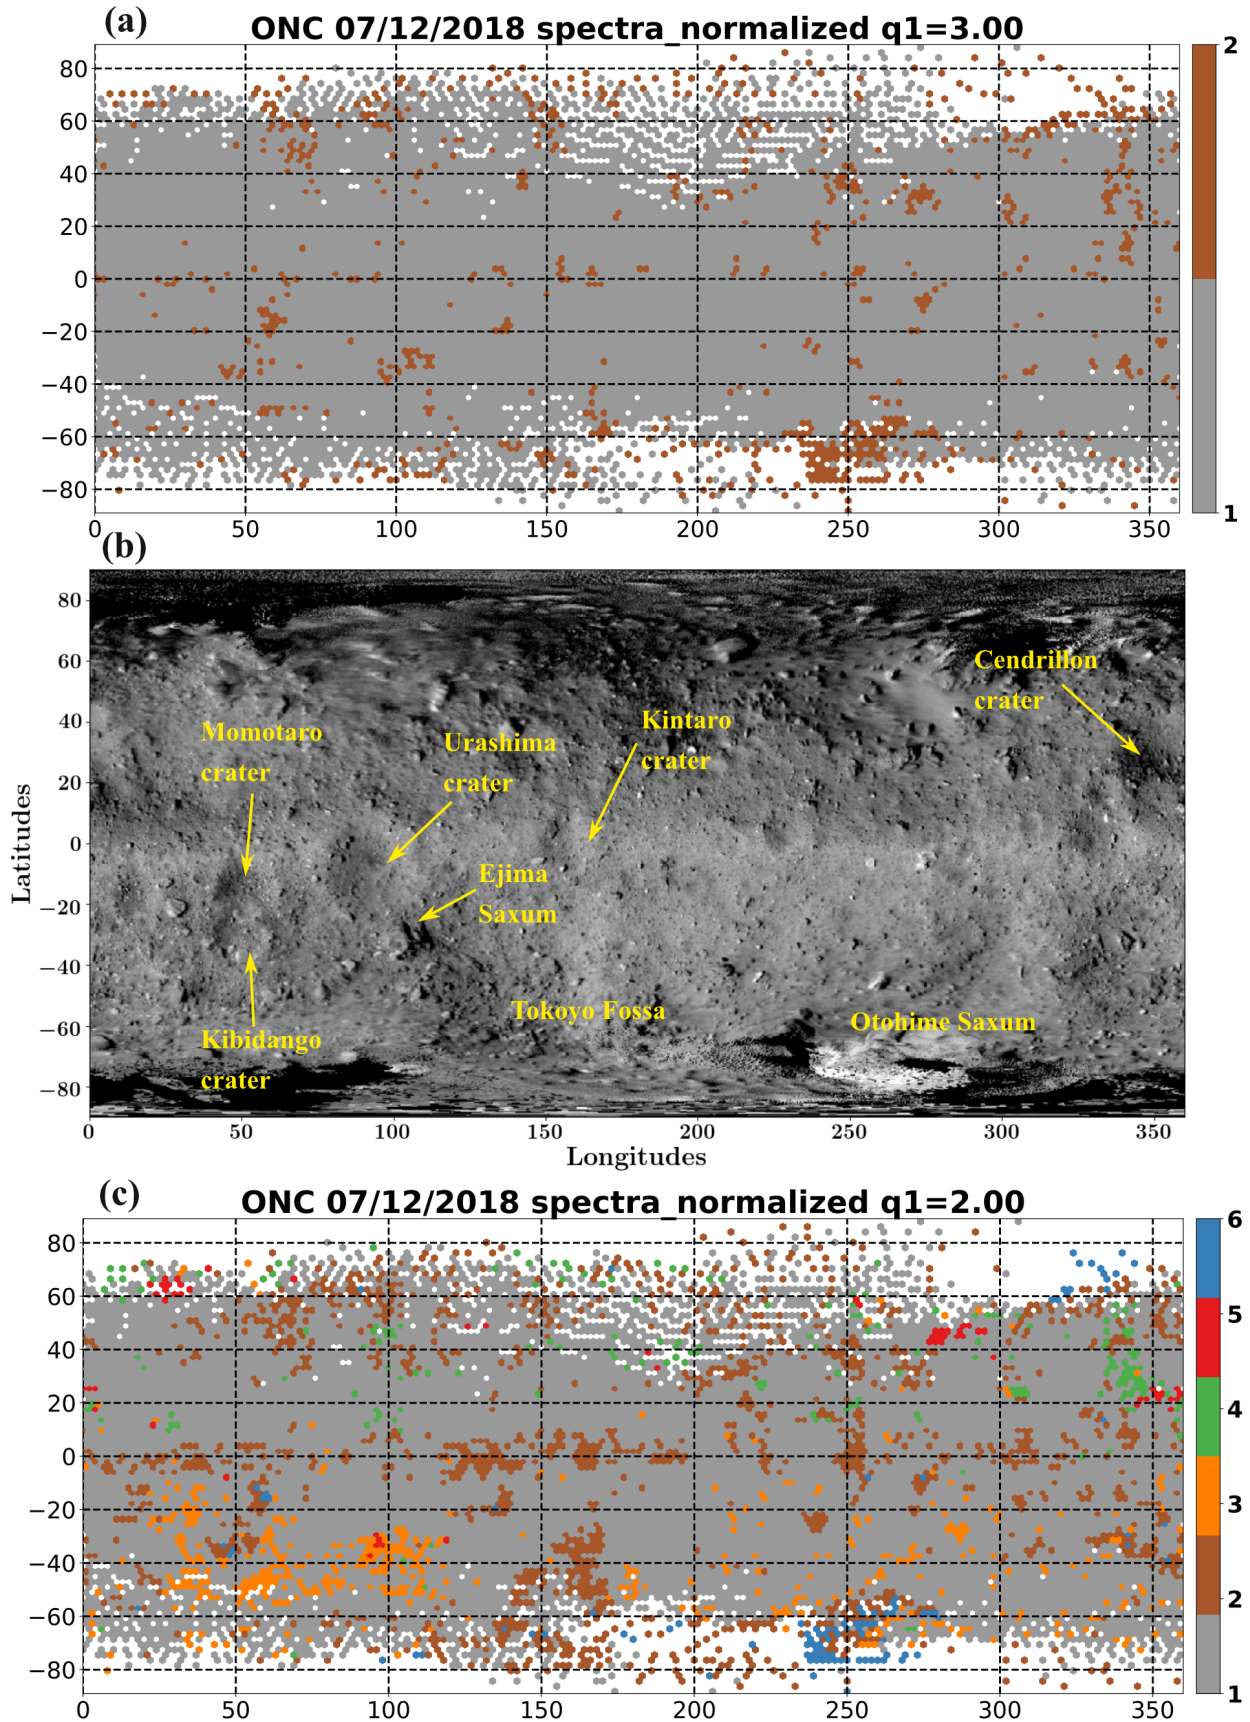 (a)
ONC 07/12/2018 spectra_normalized q1=3.00
80
60
40
20
0
−20
−40
−60
−80
0 50 100 150 200 250 300 350
2
1
(b)
80
60
40
20
0
−20
−40
−60
−80
Latitudes
Cendrillon
crater
Kintaro
crater
Momotaro
crater
Urashima
crater
Ejima
Saxum
Tokoyo Fossa
Otohime Saxum
Kibidango
crater
0 50 100 150 200 250 300 350
Longitudes
(c)
ONC 07/12/2018 spectra_normalized q1=2.00
80
60
40
20
0
−20
−40
−60
−80
0 50 100 150 200 250 300 350
6
5
4
3
2
1